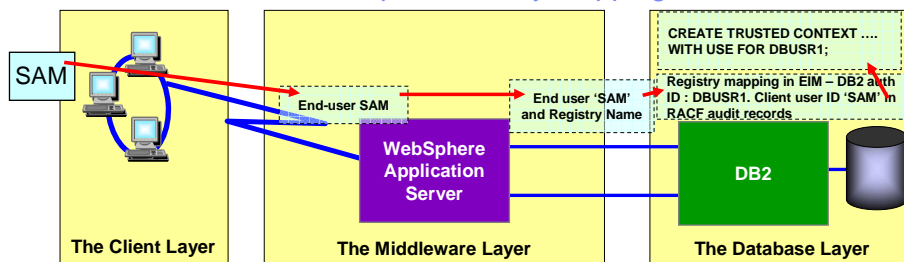 SAM
End-user SAM
WebSphere
Application
Server
End user ‘SAM’
and Registry Name
CREATE TRUSTED CONTEXT ....
WITH USE FOR DBUSR1;
Registry mapping in EIM – DB2 auth
ID : DBUSR1. Client user ID ‘SAM’ in
RACF audit records
DB2
The Client Layer
The Middleware Layer
The Database Layer